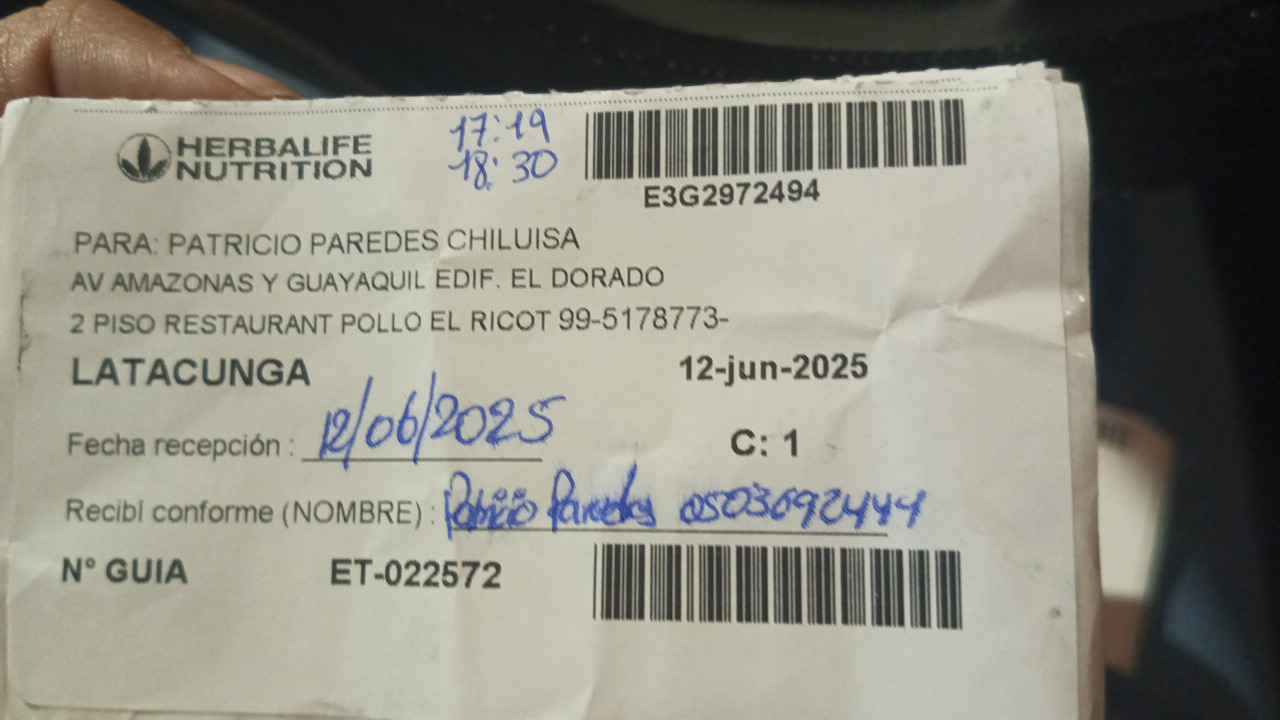 HERBALIFE
NUTRITION
17:19
18:30
E3G2972494
PARA: PATRICIO PAREDES CHILUISA
AV AMAZONAS Y GUAYAQUIL EDIF. EL DORADO
2 PISO RESTAURANT POLLO EL RICOT 99-5178773-
LATACUNGA 12-jun-2025
Fecha recepción : 12/06/2025
C: 1
Recibí conforme (NOMBRE) : Patricio Paredes 0503692444
N° GUIA ET-022572